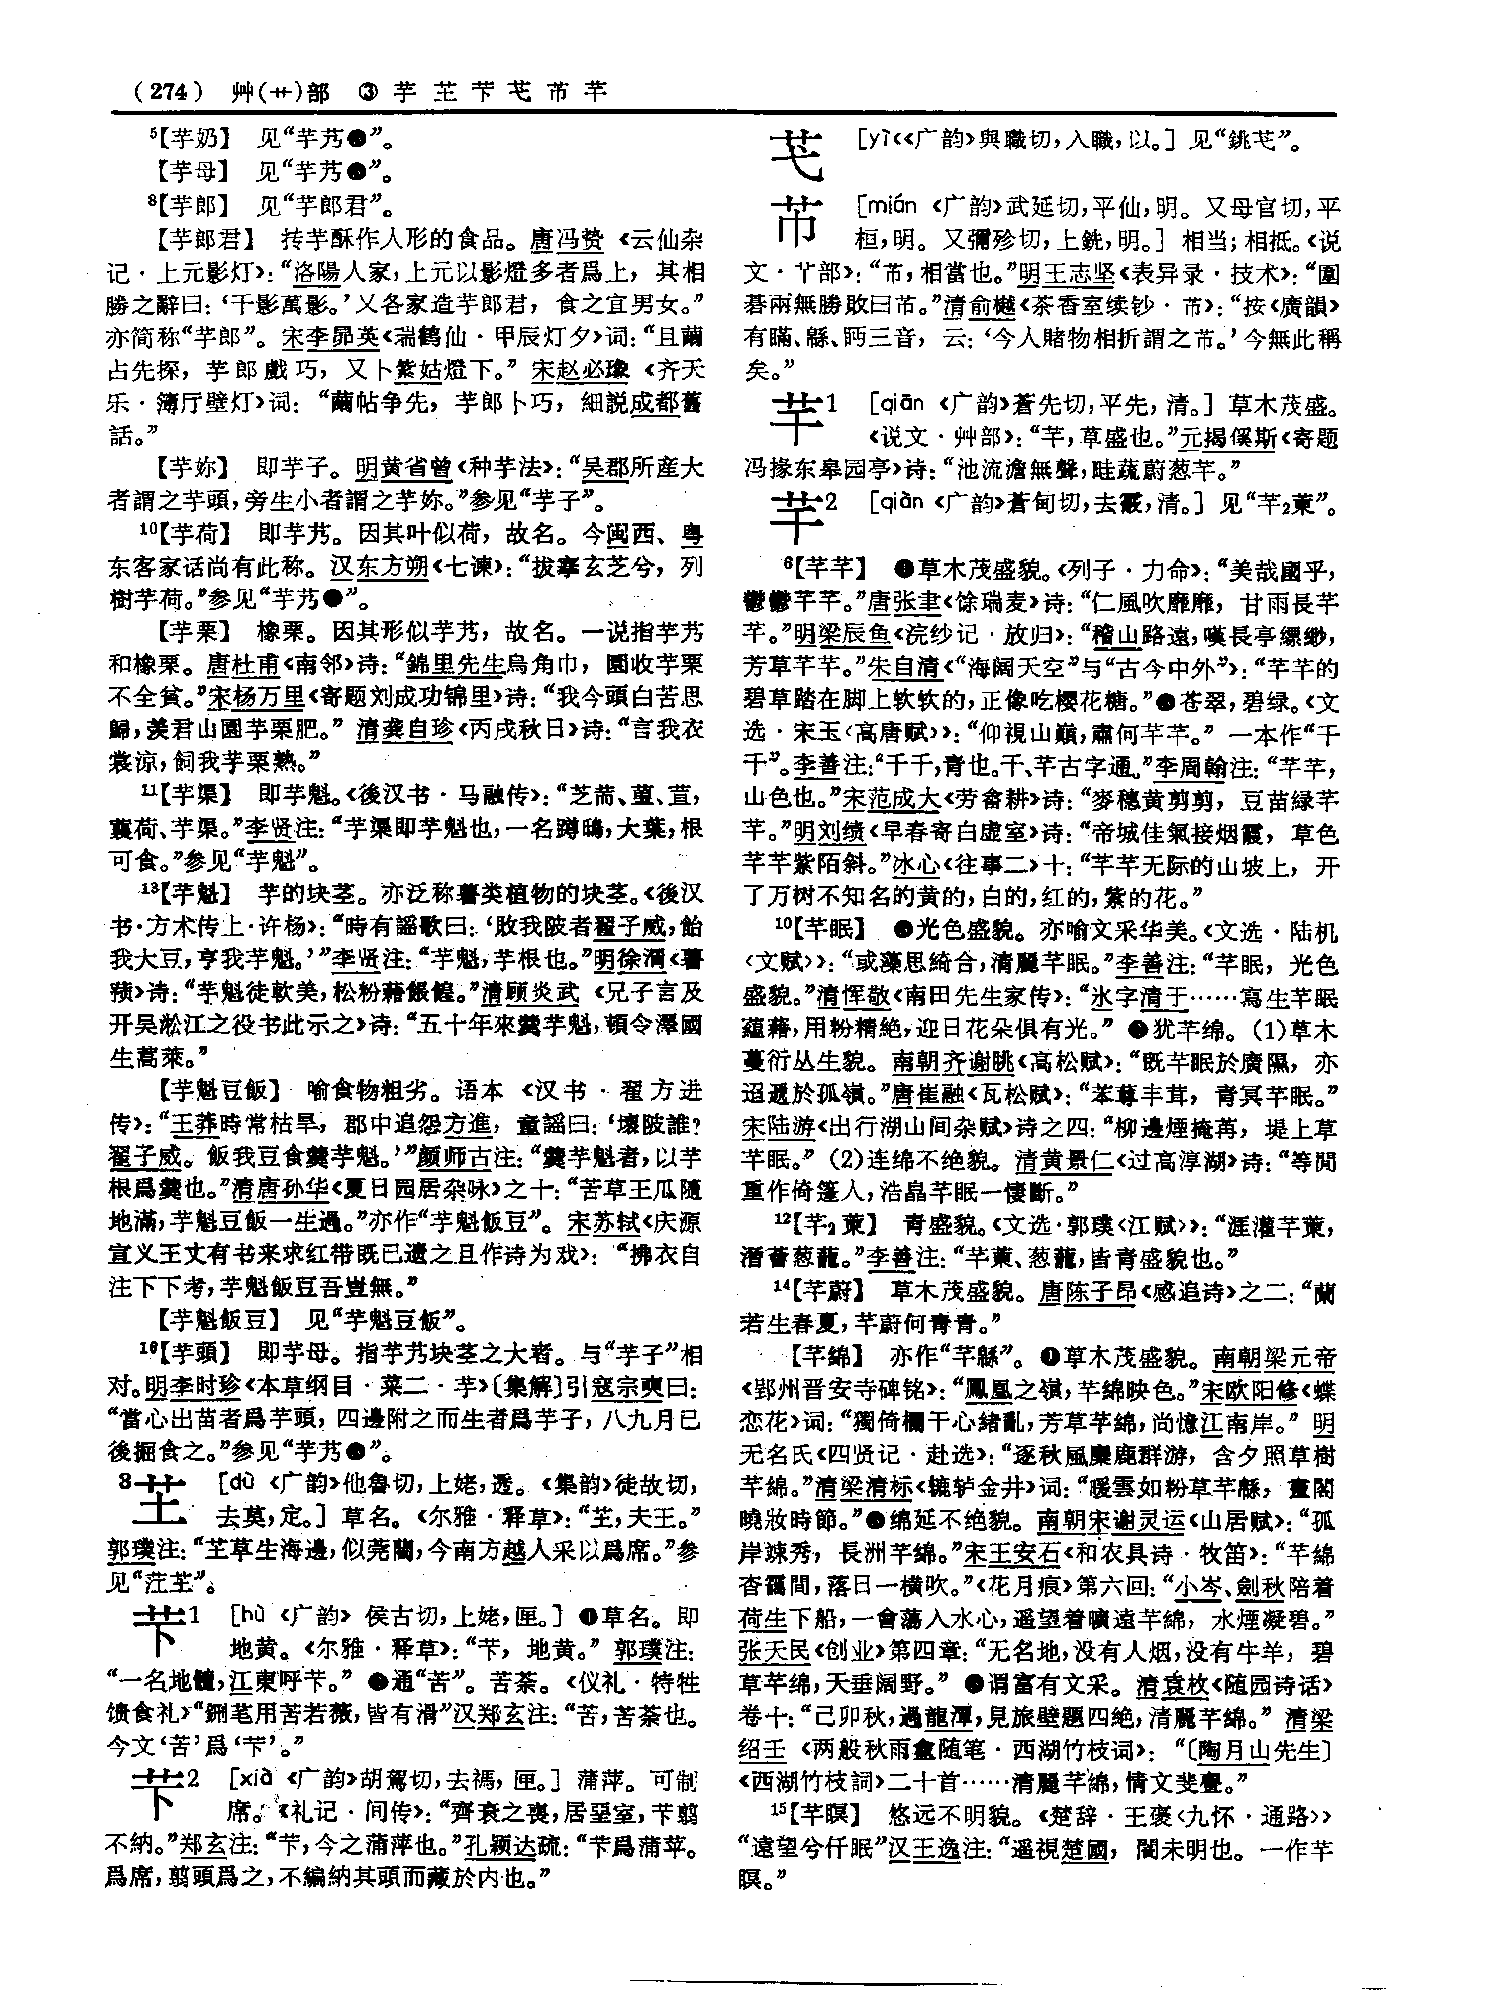 (274) 艸(艹)部 ③ 芋 芏 芐 芅 芇 芊
⁵【芋奶】 见“芋艿●”。
【芋母】 见“芋艿●”。
⁸【芋郎】 见“芋郎君”。
【芋郎君】 抟芋酥作人形的食品。唐冯贽《云仙杂
记·上元影灯》：“洛陽人家，上元以影燈多者爲上，其相
勝之辭曰：‘千影萬影。’又各家造芋郎君，食之宜男女。”
亦简称“芋郎”。宋李昴英《瑞鹤仙·甲辰灯夕》词：“且繭
占先探，芋郎戲巧，又卜紫姑燈下。”宋赵必𤩪《齐天
乐·簿厅壁灯》词：“繭帖争先，芋郎卜巧，細説成都舊
話。”
【芋妳】 即芋子。明黄省曾《种芋法》：“吴郡所産大
者謂之芋頭，旁生小者謂之芋妳。”参见“芋子”。
¹⁰【芋荷】 即芋艿。因其叶似荷，故名。今闽西、粤
东客家话尚有此称。汉东方朔《七谏》：“拔搴玄芝兮，列
樹芋荷。”参见“芋艿●”。
【芋栗】 橡栗。因其形似芋艿，故名。一说指芋艿
和橡栗。唐杜甫《南邻》诗：“錦里先生烏角巾，園收芋栗
不全貧。”宋杨万里《寄题刘成功锦里》诗：“我今頭白苦思
歸，羨君山園芋栗肥。”清龚自珍《丙戌秋日》诗：“言我衣
裳涼，飼我芋栗熱。”
¹¹【芋渠】 即芋魁。《後汉书·马融传》：“芝荋、菫、荁，
蘘荷、芋渠。”李贤注：“芋渠即芋魁也，一名蹲鴟，大葉，根
可食。”参见“芋魁”。
¹³【芋魁】 芋的块茎。亦泛称薯类植物的块茎。《後汉
书·方术传上·许杨》：“時有謡歌曰：‘敗我陂者翟子威，飴
我大豆，亨我芋魁。’”李贤注：“芋魁，芋根也。”明徐渭《薯
蓣》诗：“芋魁徒軟美，松粉藉餦餭。”清顾炎武《兄子言及
开吴淞江之役书此示之》诗：“五十年來羹芋魁，頓令澤國
生蒿萊。”
【芋魁豆飯】 喻食物粗劣。语本《汉书·翟方进
传》：“王莽時常枯旱，郡中追怨方進，童謡曰：‘壞陂誰？
翟子威。飯我豆食羹芋魁。’”颜师古注：“羹芋魁者，以芋
根爲羹也。”清唐孙华《夏日园居杂咏》之十：“苦草王瓜隨
地滿，芋魁豆飯一生過。”亦作“芋魁飯豆”。宋苏轼《庆源
宣义王丈有书来求红带既已遗之且作诗为戏》：“拂衣自
注下下考，芋魁飯豆吾豈無。”
【芋魁飯豆】 见“芋魁豆飯”。
¹⁶【芋頭】 即芋母。指芋艿块茎之大者。与“芋子”相
对。明李时珍《本草纲目·菜二·芋》〔集解〕引寇宗奭曰：
“當心出苗者爲芋頭，四邊附之而生者爲芋子，八九月已
後掘食之。”参见“芋艿●”。
3芏 [dù 《广韵》他魯切，上姥，透。《集韵》徒故切，
去莫，定。] 草名。《尔雅·释草》：“芏，夫王。”
郭璞注：“芏草生海邊，似莞藺，今南方越人采以爲席。”参
见“茳芏”。
芐1 [hù 《广韵》侯古切，上姥，匣。] ❶草名。即
地黄。《尔雅·释草》：“芐，地黄。”郭璞注：
“一名地髓，江東呼芐。”●通“苦”。苦荼。《仪礼·特牲
馈食礼》“鉶芼用苦若薇，皆有滑”汉郑玄注：“苦，苦荼也。
今文‘苦’爲‘芐’。”
芐2 [xià 《广韵》胡駕切，去禡，匣。] 蒲萍。可制
席。《礼记·间传》：“齊衰之喪，居堊室，芐翦
不納。”郑玄注：“芐，今之蒲萍也。”孔颖达疏：“芐爲蒲苹。
爲席，翦頭爲之，不編納其頭而藏於内也。”
芅 [yì《《广韵》與職切，入職，以。] 见“銚芅”。
芇 [mián 《广韵》武延切，平仙，明。又母官切，平
桓，明。又彌殄切，上銑，明。] 相当；相抵。《说
文·𦫳部》：“芇，相當也。”明王志坚《表异录·技术》：“圍
碁兩無勝敗曰芇。”清俞樾《茶香室续钞·芇》：“按《廣韻》
有瞞、緜、眄三音，云：‘今人賭物相折謂之芇。’今無此稱
矣。”
芊1 [qiān 《广韵》蒼先切，平先，清。] 草木茂盛。
《说文·艸部》：“芊，草盛也。”元揭傒斯《寄题
冯掾东皋园亭》诗：“池流澹無聲，畦蔬蔚葱芊。”
芊2 [qiàn 《广韵》蒼甸切，去霰，清。] 见“芊₂萰”。
⁶【芊芊】 ❶草木茂盛貌。《列子·力命》：“美哉國乎，
鬱鬱芊芊。”唐张聿《馀瑞麦》诗：“仁風吹靡靡，甘雨長芊
芊。”明梁辰鱼《浣纱记·放归》：“稽山路遠，嘆長亭縹緲，
芳草芊芊。”朱自清《“海阔天空”与“古今中外”》：“芊芊的
碧草踏在脚上软软的，正像吃樱花糖。”●苍翠，碧绿。《文
选·宋玉〈高唐赋〉》：“仰視山巔，肅何芊芊。”一本作“千
千”。李善注：“千千，青也。千、芊古字通。”李周翰注：“芊芊，
山色也。”宋范成大《劳畬耕》诗：“麥穗黄剪剪，豆苗緑芊
芊。”明刘绩《早春寄白虚室》诗：“帝城佳氣接烟霞，草色
芊芊紫陌斜。”冰心《往事二》十：“芊芊无际的山坡上，开
了万树不知名的黄的，白的，红的，紫的花。”
¹⁰【芊眠】 ●光色盛貌。亦喻文采华美。《文选·陆机
〈文赋〉》：“或藻思綺合，清麗芊眠。”李善注：“芊眠，光色
盛貌。”清恽敬《南田先生家传》：“氷字清于……寫生芊眠
蘊藉，用粉精絶，迎日花朵俱有光。”●犹芊绵。(1)草木
蔓衍丛生貌。南朝齐谢朓《高松赋》：“既芊眠於廣隰，亦
迢遞於孤嶺。”唐崔融《瓦松赋》：“苯䔿丰茸，青冥芊眠。”
宋陆游《出行湖山间杂赋》诗之四：“柳邊煙掩苒，堤上草
芊眠。”(2)连绵不绝貌。清黄景仁《过高淳湖》诗：“等閒
重作倚篷人，浩皛芊眠一悽斷。”
¹²【芊₂萰】 青盛貌。《文选·郭璞〈江赋〉》：“涯灌芊萰，
潛薈葱蘢。”李善注：“芊萰、葱蘢，皆青盛貌也。”
¹⁴【芊蔚】 草木茂盛貌。唐陈子昂《感遇诗》之二：“蘭
若生春夏，芊蔚何青青。”
【芊綿】 亦作“芊緜”。❶草木茂盛貌。南朝梁元帝
《郢州晋安寺碑铭》：“鳳凰之嶺，芊綿映色。”宋欧阳修《蝶
恋花》词：“獨倚欄干心緒亂，芳草芊綿，尚憶江南岸。”明
无名氏《四贤记·赴选》：“逐秋風麋鹿群游，含夕照草樹
芊綿。”清梁清标《辘轳金井》词：“暖雲如粉草芊緜，畫閣
曉妝時節。”●绵延不绝貌。南朝宋谢灵运《山居赋》：“孤
岸竦秀，長洲芊綿。”宋王安石《和农具诗·牧笛》：“芊綿
杳靄間，落日一横吹。”《花月痕》第六回：“小岑、劍秋陪着
荷生下船，一會蕩入水心，遥望着曠遠芊綿，水煙凝碧。”
张天民《创业》第四章：“无名地，没有人烟，没有牛羊，碧
草芊绵，天垂阔野。”●谓富有文采。清袁枚《随园诗话》
卷十：“己卯秋，過龍潭，見旅壁題四絶，清麗芊綿。”清梁
绍壬《两般秋雨盦随笔·西湖竹枝词》：“〔陶月山先生〕
《西湖竹枝詞》二十首……清麗芊綿，情文斐亹。”
¹⁵【芊瞑】 悠远不明貌。《楚辞·王褒〈九怀·通路〉》
“遠望兮仟眠”汉王逸注：“遥視楚國，闇未明也。一作芊
瞑。”